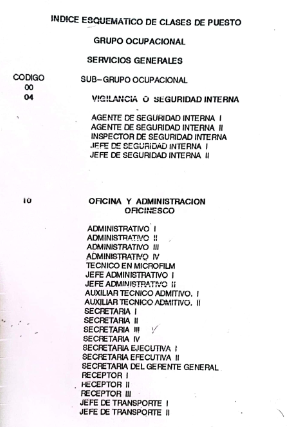 INDICE ESQUEMATICO DE CLASES DE PUESTO
GRUPO OCUPACIONAL
SERVICIOS GENERALES
CODIGO SUB-GRUPO OCUPACIONAL
00
04 VIGILANCIA O SEGURIDAD INTERNA
AGENTE DE SEGURIDAD INTERNA I
AGENTE DE SEGURIDAD INTERNA II
INSPECTOR DE SEGURIDAD INTERNA
JEFE DE SEGURIDAD INTERNA I
JEFE DE SEGURIDAD INTERNA II
10 OFICINA Y ADMINISTRACION
OFICINESCO
ADMINISTRATIVO I
ADMINISTRATIVO II
ADMINISTRATIVO III
ADMINISTRATIVO IV
TECNICO EN MICROFILM
JEFE ADMINISTRATIVO I
JEFE ADMINISTRATIVO II
AUXILIAR TECNICO ADMITIVO. I
AUXILIAR TECNICO ADMITIVO. II
SECRETARIA I
SECRETARIA II
SECRETARIA III
SECRETARIA IV
SECRETARIA EJECUTIVA I
SECRETARIA EFECUTIVA II
SECRETARIA DEL GERENTE GENERAL
RECEPTOR I
RECEPTOR II
RECEPTOR III
JEFE DE TRANSPORTE I
JEFE DE TRANSPORTE II